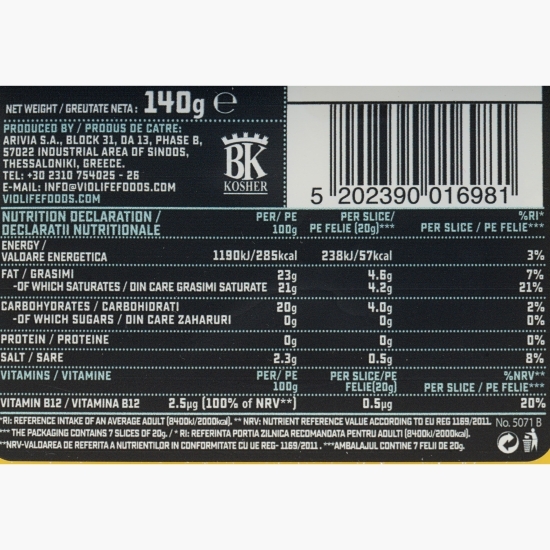 NET WEIGHT / GREUTATE NETA : 140g ℮
PRODUCED BY / PRODUS DE CATRE:
ARIVIA S.A., BLOCK 31, DA 13, PHASE B,
57022 INDUSTRIAL AREA OF SINDOS,
THESSALONIKI, GREECE.
TEL: +30 2310 754025 - 26
E-MAIL: INFO@VIOLIFEFOODS.COM
VIOLIFEFOODS.COM
BK
KOSHER
5 202390 016981
NUTRITION DECLARATION / PER/ PE PER SLICE/ %RI*
DECLARATII NUTRITIONALE 100g PE FELIE (20g)*** PER SLICE / PE FELIE***
ENERGY /
VALOARE ENERGETICA 1190kJ/285kcal 238kJ/57kcal 3%
FAT / GRASIMI 23g 4.6g 7%
-OF WHICH SATURATES / DIN CARE GRASIMI SATURATE 21g 4.2g 21%
CARBOHYDRATES / CARBOHIDRATI 20g 4.0g 2%
-OF WHICH SUGARS / DIN CARE ZAHARURI 0g 0g 0%
PROTEIN / PROTEINE 0g 0g 0%
SALT / SARE 2.3g 0.5g 8%
VITAMINS / VITAMINE PER/ PE PER SLICE/PE %NRV**
100g FELIE(20g) PER SLICE / PE FELIE***
VITAMIN B12 / VITAMINA B12 2.5µg (100% of NRV**) 0.5µg 20%
*RI: REFERENCE INTAKE OF AN AVERAGE ADULT (8400kJ/2000kcal). ** NRV: NUTRIENT REFERENCE VALUE ACCORDING TO EU REG 1169/2011. No. 5071 B
*** THE PACKAGING CONTAINS 7 SLICES OF 20g. / * RI: REFERINTA PORTIA ZILNICA RECOMANDATA PENTRU ADULTI (8400kJ/2000kcal).
**NRV-VALOAREA DE REFERITA A NUTRIENTILOR IN CONFORMITATE CU UE REG- 1169/2011 . ***AMBALAJUL CONTINE 7 FELII DE 20g.